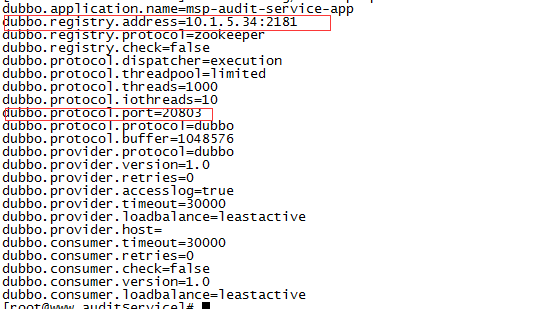 dubbo.application.name=msp-audit-service-app
dubbo.registry.address=10.1.5.34:2181
dubbo.registry.protocol=zookeeper
dubbo.registry.check=false
dubbo.protocol.dispatcher=execution
dubbo.protocol.threadpool=limited
dubbo.protocol.threads=1000
dubbo.protocol.iothreads=10
dubbo.protocol.port=20803
dubbo.protocol.protocol=dubbo
dubbo.protocol.buffer=1048576
dubbo.provider.protocol=dubbo
dubbo.provider.version=1.0
dubbo.provider.retries=0
dubbo.provider.accesslog=true
dubbo.provider.timeout=30000
dubbo.provider.loadbalance=leastactive
dubbo.provider.host=
dubbo.consumer.timeout=30000
dubbo.consumer.retries=0
dubbo.consumer.check=false
dubbo.consumer.version=1.0
dubbo.consumer.loadbalance=leastactive
[root@www auditService]#